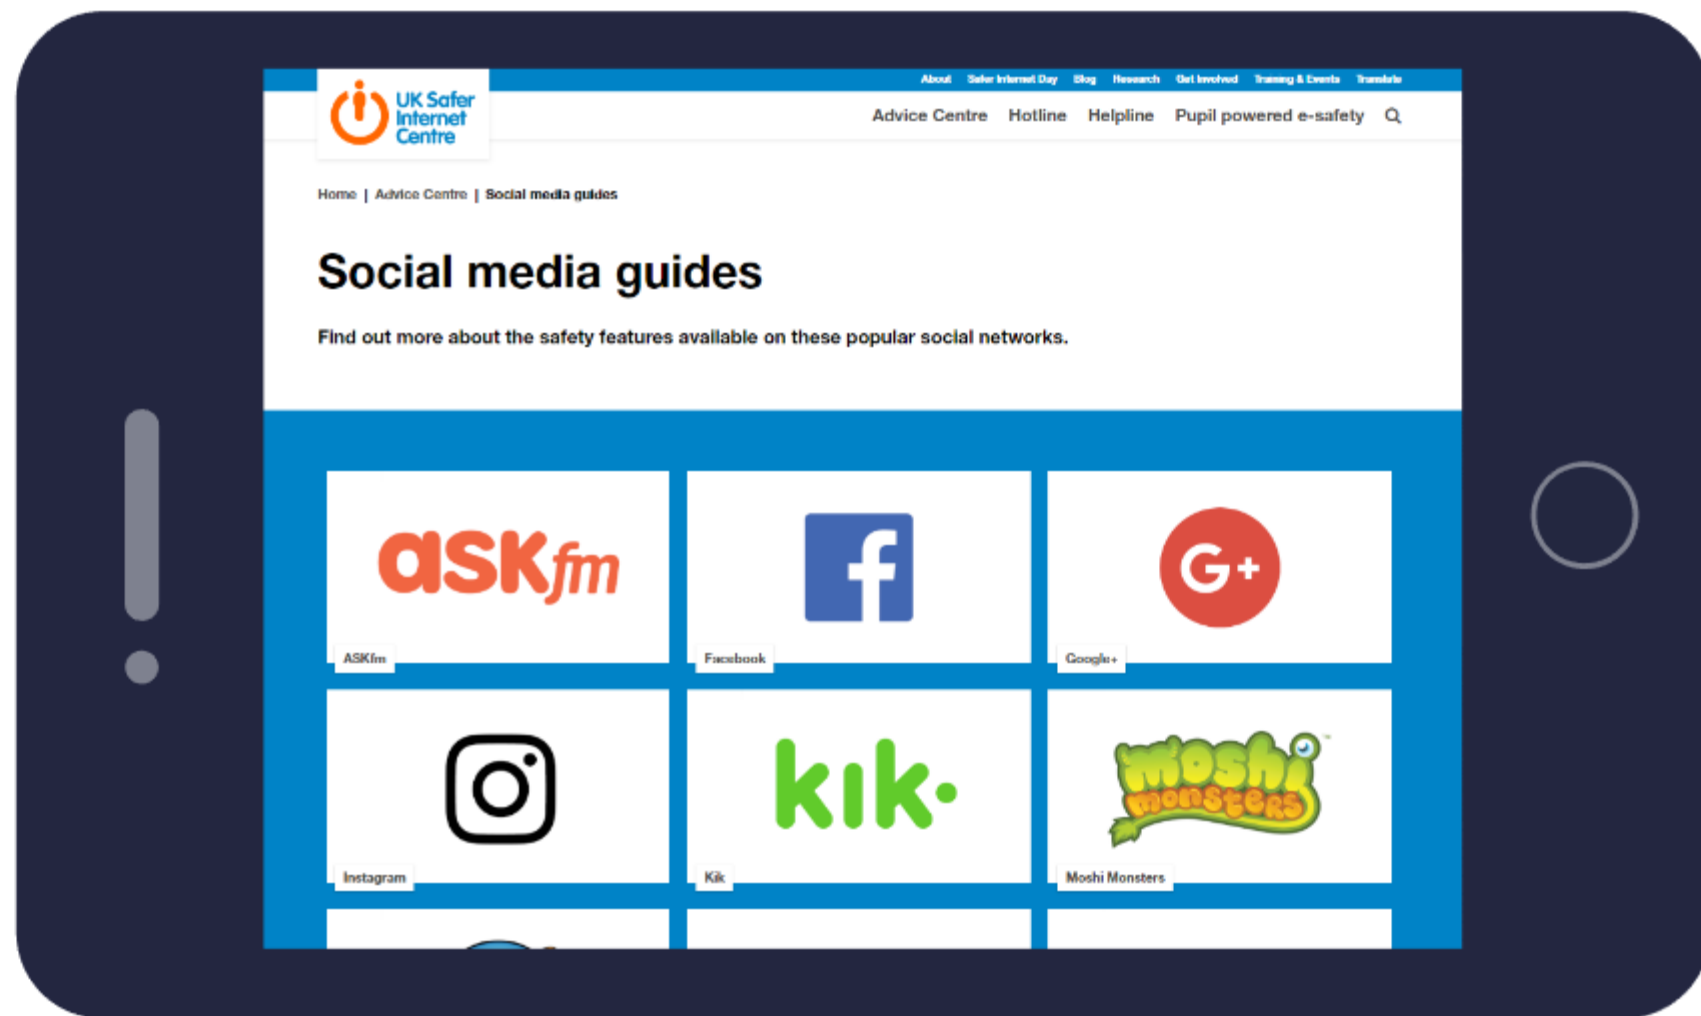 About Safer Internet Day Blog Research Get Involved Training & Events Translate
UK Safer
Internet
Centre
Advice Centre Hotline Helpline Pupil powered e-safety
Home | Advice Centre | Social media guides
Social media guides
Find out more about the safety features available on these popular social networks.
ASKfm
f
G+
ASKfm
Facebook
Google+
kik·
moshi
monsters
™
Instagram
Kik
Moshi Monsters